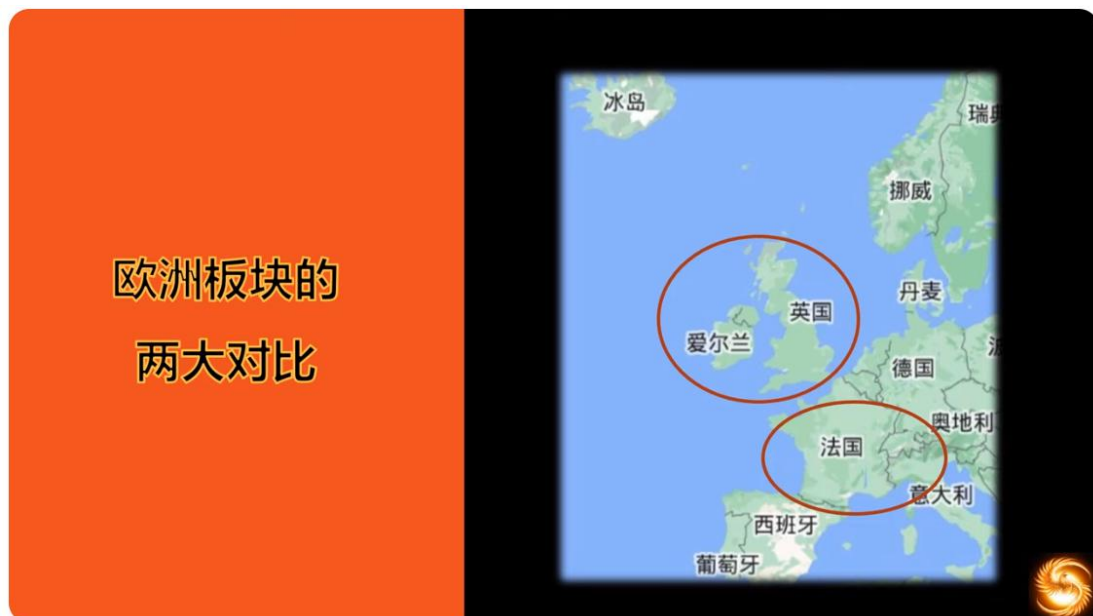 欧洲板块的
两大对比
冰岛
挪威
英国
爱尔兰
丹麦
德国
奥地利
法国
意大利
西班牙
葡萄牙